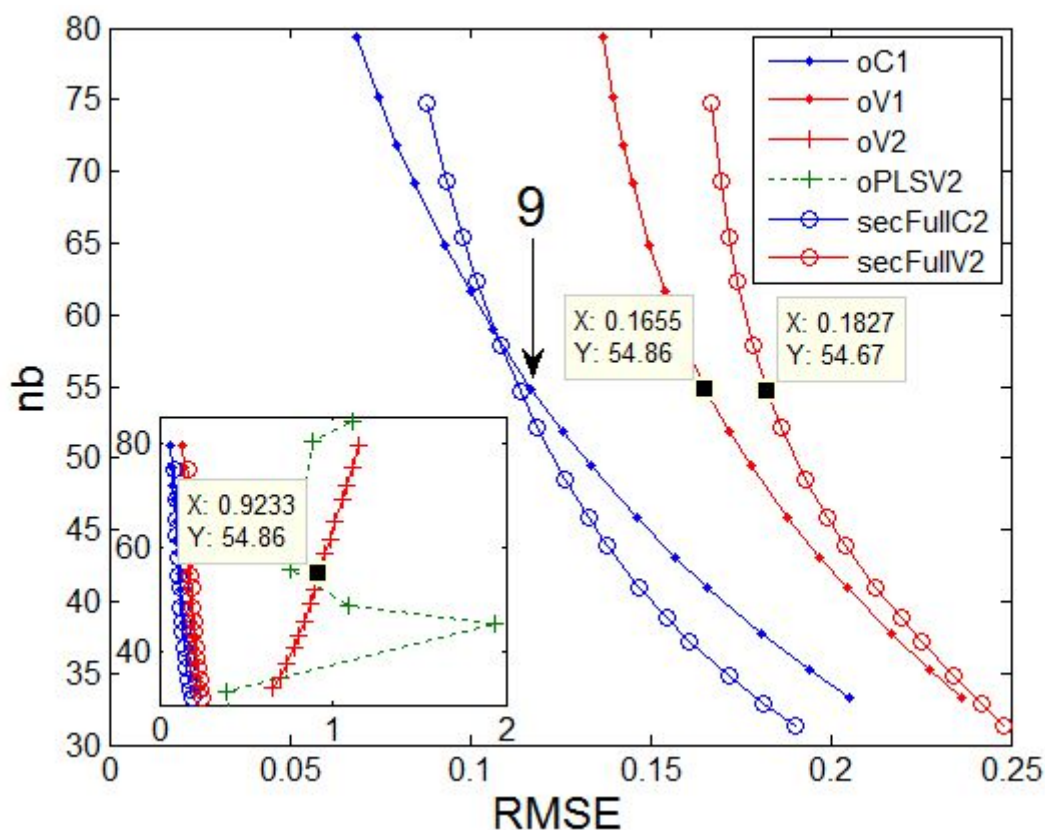 80
75
70
65
60
55
50
45
40
35
30
nb
0
0.05
0.1
0.15
0.2
0.25
RMSE
oC1
oV1
oV2
oPLSV2
secFullC2
secFullV2
9
X: 0.1655
Y: 54.86
X: 0.1827
Y: 54.67
80
60
40
0
1
2
X: 0.9233
Y: 54.86